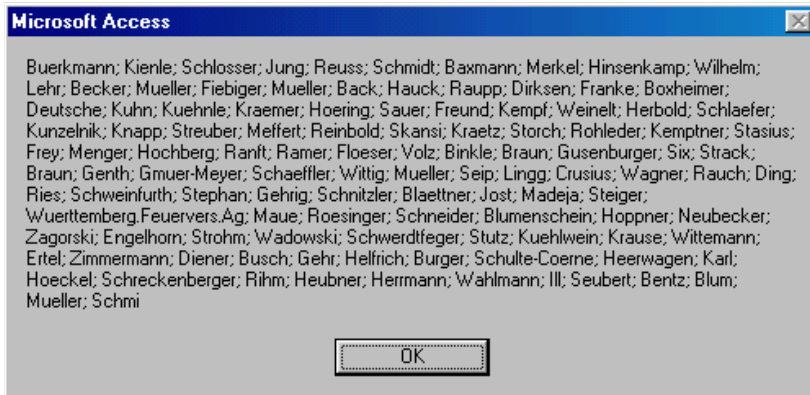 Microsoft Access
Buerkmann; Kienle; Schlosser; Jung; Reuss; Schmidt; Baxmann; Merkel; Hinsenkamp; Wilhelm;
Lehr; Becker; Mueller; Fiebiger; Mueller; Back; Hauck; Raupp; Dirksen; Franke; Boxheimer;
Deutsche; Kuhn; Kuehnle; Kraemer; Hoering; Sauer; Freund; Kempf; Weinelt; Herbold; Schlaefer;
Kunzelnik; Knapp; Streuber; Meffert; Reinbold; Skansi; Kraetz; Storch; Rohleder; Kemptner; Stasius;
Frey; Menger; Hochberg; Ranft; Ramer; Floeser; Volz; Binkle; Braun; Gusenburger; Six; Strack;
Braun; Genth; Gmuer-Meyer; Schaeffler; Wittig; Mueller; Seip; Lingg; Crusius; Wagner; Rauch; Ding;
Ries; Schweinfurth; Stephan; Gehrig; Schnitzler; Blaettner; Jost; Madeja; Steiger;
Wuerttemberg.Feuervers.Ag; Maue; Roesinger; Schneider; Blumenschein; Hoppner; Neubecker;
Zagorski; Engelhorn; Strohm; Wadowski; Schwerdtfeger; Stutz; Kuehlwein; Krause; Wittemann;
Ertel; Zimmermann; Diener; Busch; Gehr; Helfrich; Burger; Schulte-Coerne; Heerwagen; Karl;
Hoeckel; Schreckenberger; Rihm; Heubner; Herrmann; Wahlmann; Ill; Seubert; Bentz; Blum;
Mueller; Schmi
OK